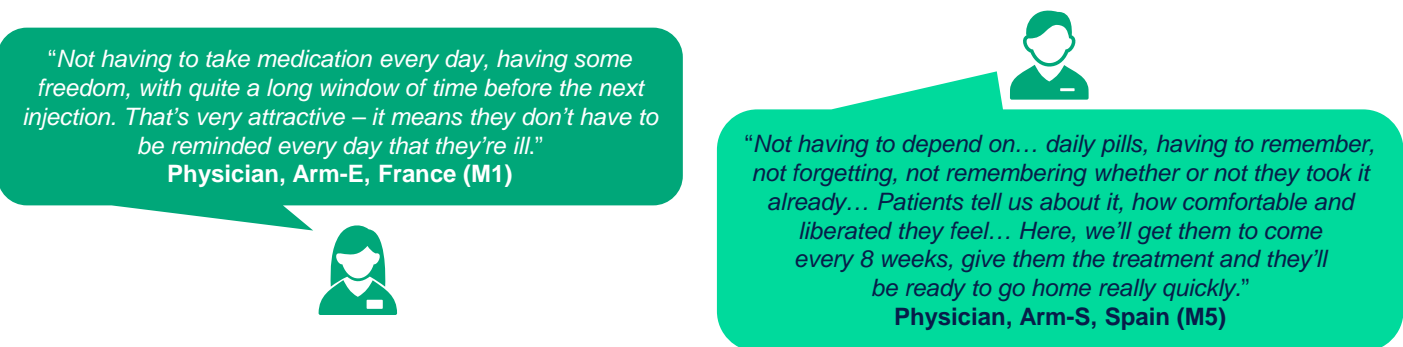 “Not having to take medication every day, having some
freedom, with quite a long window of time before the next
injection. That’s very attractive – it means they don’t have to
be reminded every day that they’re ill.”
Physician, Arm-E, France (M1)
“Not having to depend on… daily pills, having to remember,
not forgetting, not remembering whether or not they took it
already… Patients tell us about it, how comfortable and
liberated they feel… Here, we’ll get them to come
every 8 weeks, give them the treatment and they’ll
be ready to go home really quickly.”
Physician, Arm-S, Spain (M5)